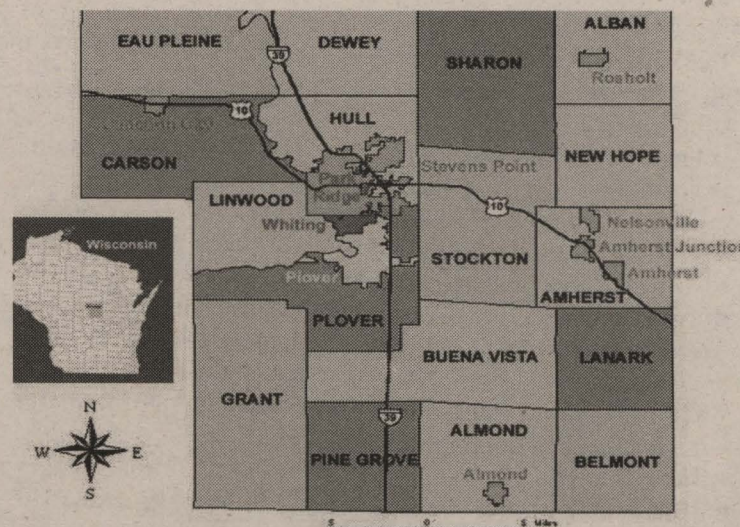 ALBAN
EAU PLEINE
DEWEY
39
SHARON
Rosholt
10
HULL
CARSON
Stevens Point
NEW HOPE
Park
Ridge
LINWOOD
10
Whiting
Nelsonville
Wisconsin
Amherst Junction
STOCKTON
Plover
Amherst
AMHERST
PLOVER
BUENA VISTA
LANARK
GRANT
N
39
ALMOND
W
E
PINE GROVE
BELMONT
Almond
S
5
0
5 Miles